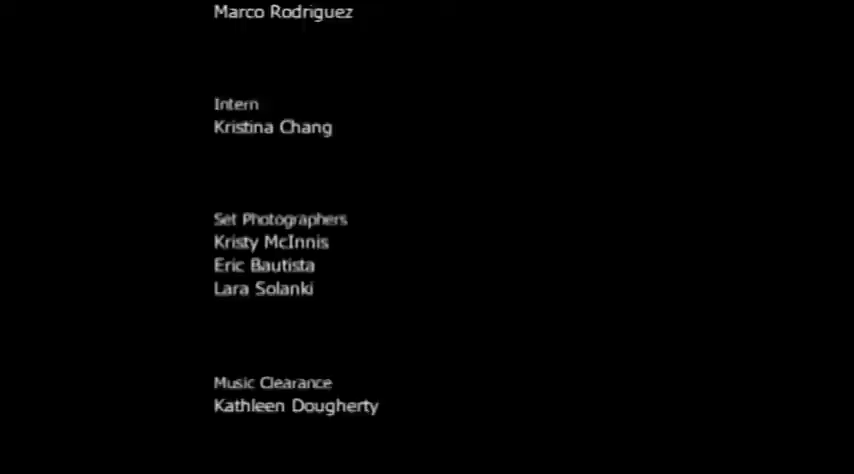 Marco Rodriguez
Intern
Kristina Chang
Set Photographers
Kristy McInnis
Eric Bautista
Lara Solanki
Music Clearance
Kathleen Dougherty